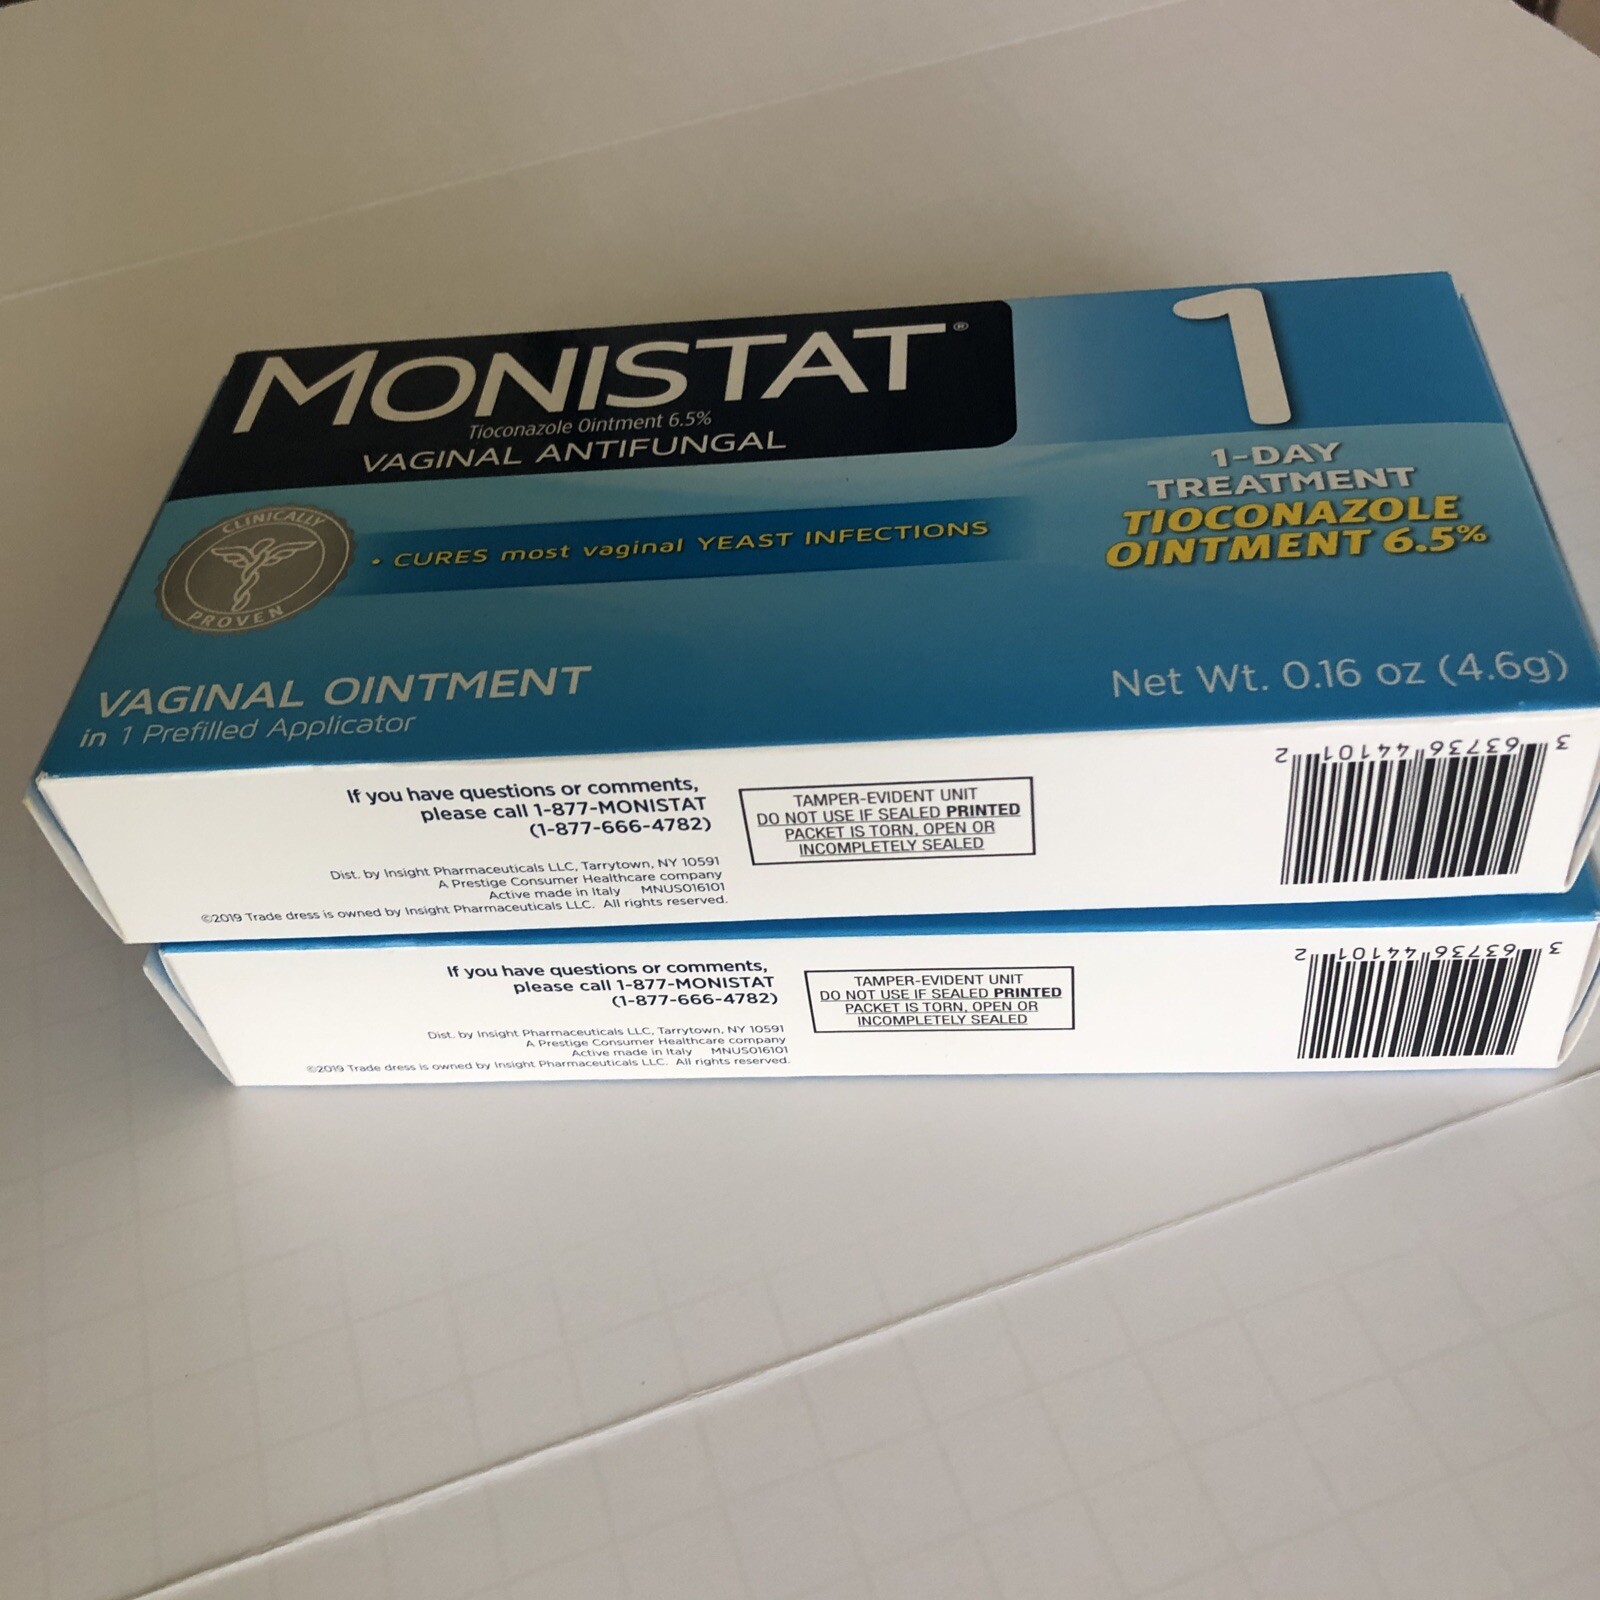 MONISTAT®
Tioconazole Ointment 6.5%
VAGINAL ANTIFUNGAL
1
1-DAY
TREATMENT
TIOCONAZOLE
OINTMENT 6.5%
CLINICALLY
PROVEN
• CURES most vaginal YEAST INFECTIONS
VAGINAL OINTMENT
in 1 Prefilled Applicator
Net Wt. 0.16 oz (4.6g)
If you have questions or comments,
please call 1-877-MONISTAT
(1-877-666-4782)
Dist. by Insight Pharmaceuticals LLC, Tarrytown, NY 10591
A Prestige Consumer Healthcare company
Active made in Italy MNUS016101
©2019 Trade dress is owned by Insight Pharmaceuticals LLC. All rights reserved.
TAMPER-EVIDENT UNIT
DO NOT USE IF SEALED PRINTED
PACKET IS TORN, OPEN OR
INCOMPLETELY SEALED
3 63736 44101 2
If you have questions or comments,
please call 1-877-MONISTAT
(1-877-666-4782)
Dist. by Insight Pharmaceuticals LLC, Tarrytown, NY 10591
A Prestige Consumer Healthcare company
Active made in Italy MNUS016101
©2019 Trade dress is owned by Insight Pharmaceuticals LLC. All rights reserved.
TAMPER-EVIDENT UNIT
DO NOT USE IF SEALED PRINTED
PACKET IS TORN, OPEN OR
INCOMPLETELY SEALED
3 63736 44101 2